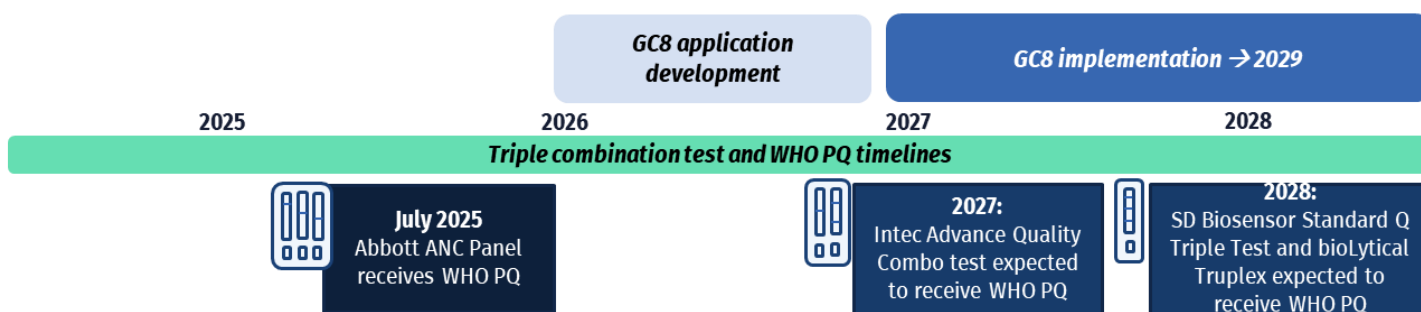 GC8 application
development
GC8 implementation → 2029
2025
2026
2027
2028
Triple combination test and WHO PQ timelines
July 2025
Abbott ANC Panel
receives WHO PQ
2027:
Intec Advance Quality
Combo test expected
to receive WHO PQ
2028:
SD Biosensor Standard Q
Triple Test and bioLytical
Truplex expected to
receive WHO PQ